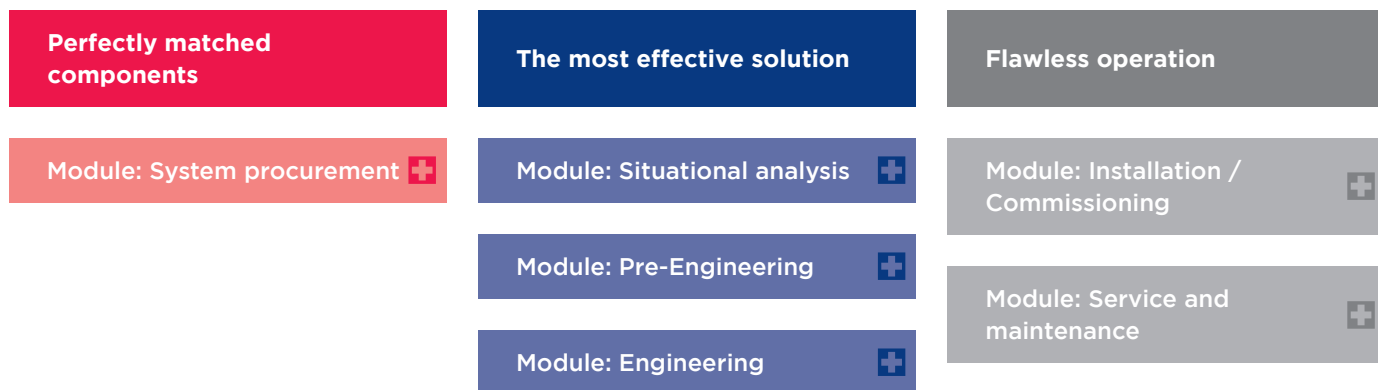 Perfectly matched
components
Module: System procurement
The most effective solution
Module: Situational analysis
Module: Pre-Engineering
Module: Engineering
Flawless operation
Module: Installation /
Commissioning
Module: Service and
maintenance